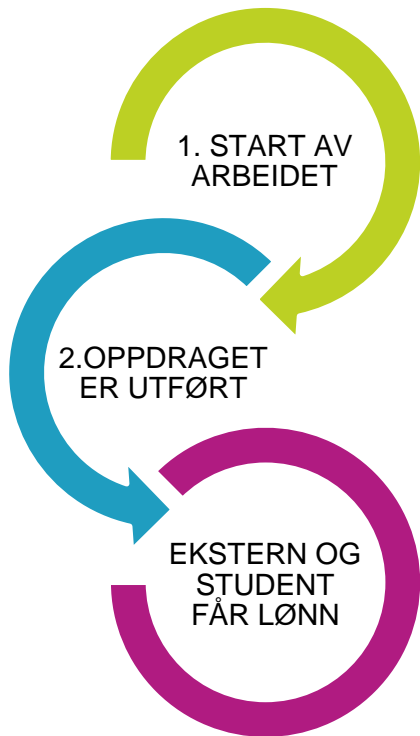 1. START AV
ARBEIDET
2.OPPDRAGET
ER UTFØRT
EKSTERN OG
STUDENT
FÅR LØNN